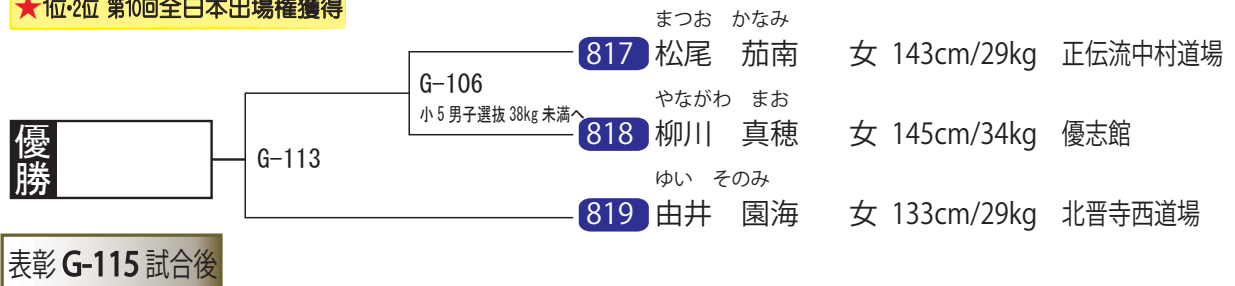 ★1位・2位 第10回全日本出場権獲得
まつお かなみ
817 松尾 茄南 女 143cm/29kg 正伝流中村道場
G-106
小5男子選抜38kg未満へ
やながわ まお
818 柳川 真穂 女 145cm/34kg 優志館
優勝
G-113
ゆい そのみ
819 由井 園海 女 133cm/29kg 北晋寺西道場
表彰 G-115 試合後